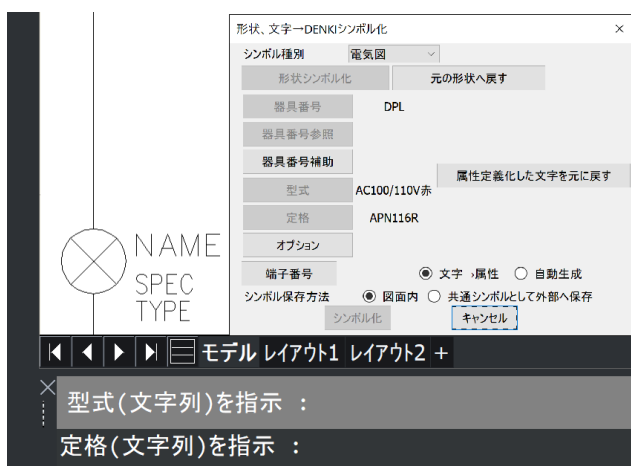 形状、文字→DENKIシンボル化 ×
シンボル種別 電気図
形状シンボル化 元の形状へ戻す
器具番号 DPL
器具番号参照
器具番号補助
属性定義化した文字を元に戻す
型式 AC100/110V赤
定格 APN116R
オプション
端子番号 文字→属性 自動生成
シンボル保存方法 図面内 共通シンボルとして外部へ保存
シンボル化 キャンセル
NAME
SPEC
TYPE
モデル レイアウト1 レイアウト2 +
型式(文字列)を指示 :
定格(文字列)を指示 :